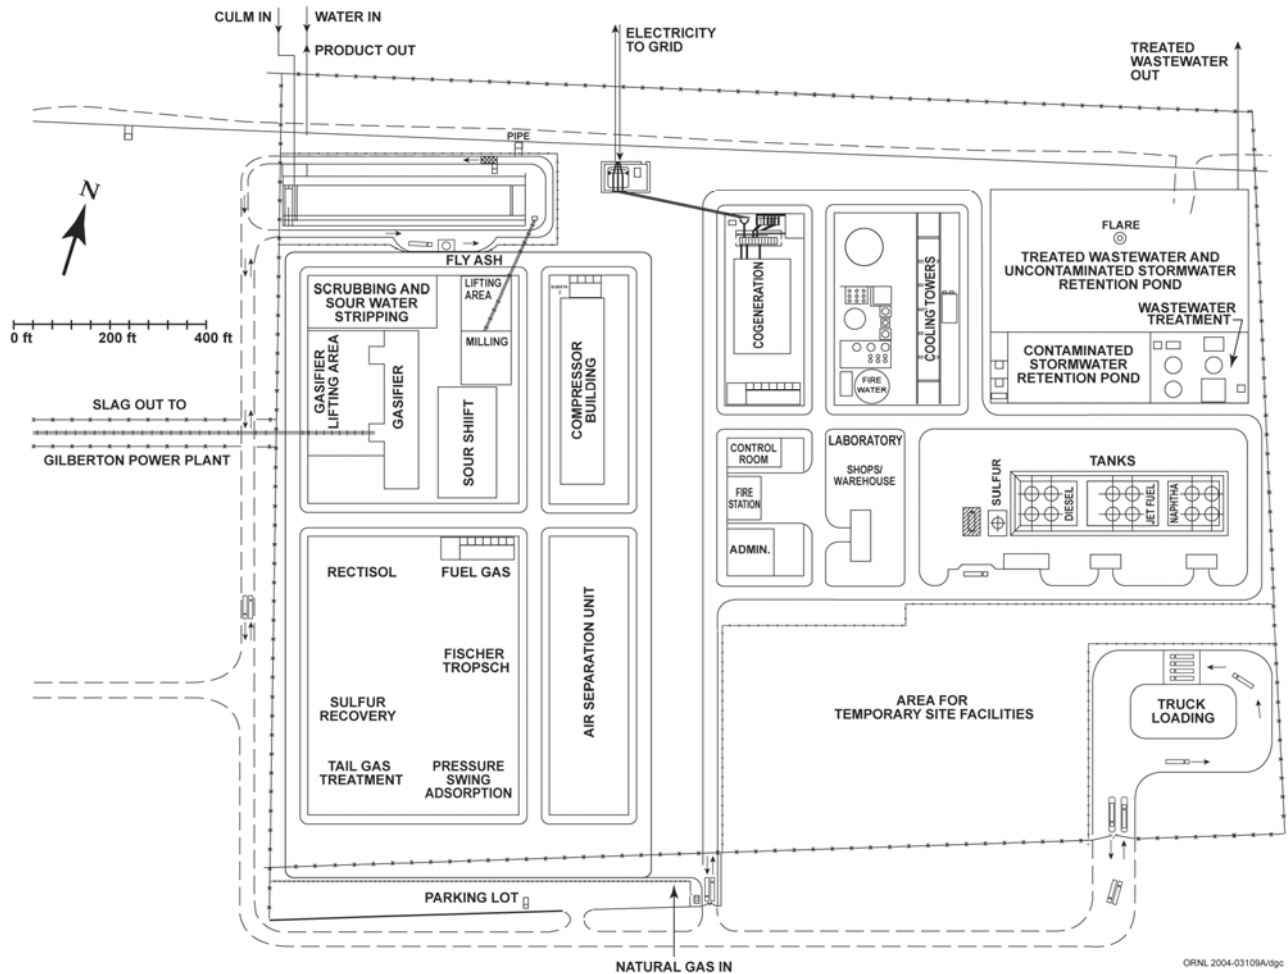 CULM IN
WATER IN
PRODUCT OUT
ELECTRICITY
TO GRID
TREATED
WASTEWATER
OUT
PIPE
N
0 ft
200 ft
400 ft
FLY ASH
SCRUBBING AND
SOUR WATER
STRIPPING
LIFTING
AREA
MILLING
GASIFIER
LIFTING AREA
GASIFIER
SOUR SHIIFT
COMPRESSOR
BUILDING
SLAG OUT TO
GILBERTON POWER PLANT
COGENERATION
FIRE
WATER
COOLING TOWERS
FLARE
TREATED WASTEWATER AND
UNCONTAMINATED STORMWATER
RETENTION POND
WASTEWATER
TREATMENT
CONTAMINATED
STORMWATER
RETENTION POND
CONTROL
ROOM
FIRE
STATION
ADMIN.
LABORATORY
SHOPS/
WAREHOUSE
TANKS
SULFUR
DIESEL
JET FUEL
NAPHTHA
RECTISOL
FUEL GAS
FISCHER
TROPSCH
SULFUR
RECOVERY
TAIL GAS
TREATMENT
PRESSURE
SWING
ADSORPTION
AIR SEPARATION UNIT
AREA FOR
TEMPORARY SITE FACILITIES
TRUCK
LOADING
PARKING LOT
NATURAL GAS IN
ORNL 2004-03109A/dgc